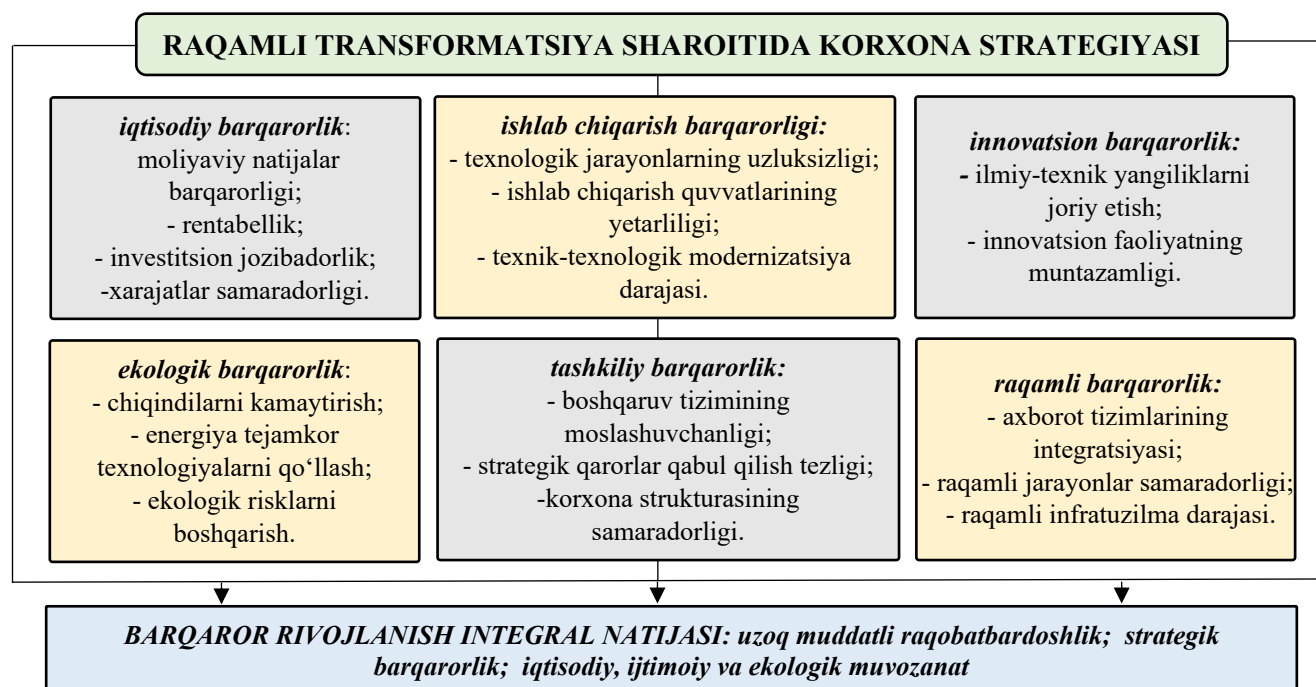 RAQAMLI TRANSFORMATSIYA SHAROITIDA KORXONA STRATEGIYASI
iqtisodiy barqarorlik:
moliyaviy natijalar
barqarorligi;
- rentabellik;
- investitsion jozibadorlik;
-xarajatlar samaradorligi.
ishlab chiqarish barqarorligi:
- texnologik jarayonlarning uzluksizligi;
- ishlab chiqarish quvvatlarining
yetarliligi;
- texnik-texnologik modernizatsiya
darajasi.
innovatsion barqarorlik:
- ilmiy-texnik yangiliklarni
joriy etish;
- innovatsion faoliyatning
muntazamligi.
ekologik barqarorlik:
- chiqindilarni kamaytirish;
- energiya tejamkor
texnologiyalarni qo‘llash;
- ekologik risklarni
boshqarish.
tashkiliy barqarorlik:
- boshqaruv tizimining
moslashuvchanligi;
- strategik qarorlar qabul qilish tezligi;
-korxona strukturasining
samaradorligi.
raqamli barqarorlik:
- axborot tizimlarining
integratsiyasi;
- raqamli jarayonlar samaradorligi;
- raqamli infratuzilma darajasi.
BARQAROR RIVOJLANISH INTEGRAL NATIJASI: uzoq muddatli raqobatbardoshlik; strategik
barqarorlik; iqtisodiy, ijtimoiy va ekologik muvozanat